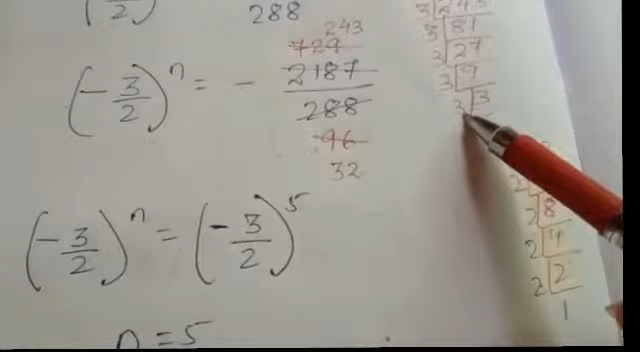 2)
288
243
729
(-3/2)^n = - 2187/288
96
32
(-3/2)^n = (-3/2)^5
n = 5
3 | 243
3 | 81
3 | 27
3 | 9
3 | 3
2 | 8
2 | 4
2 | 2
1